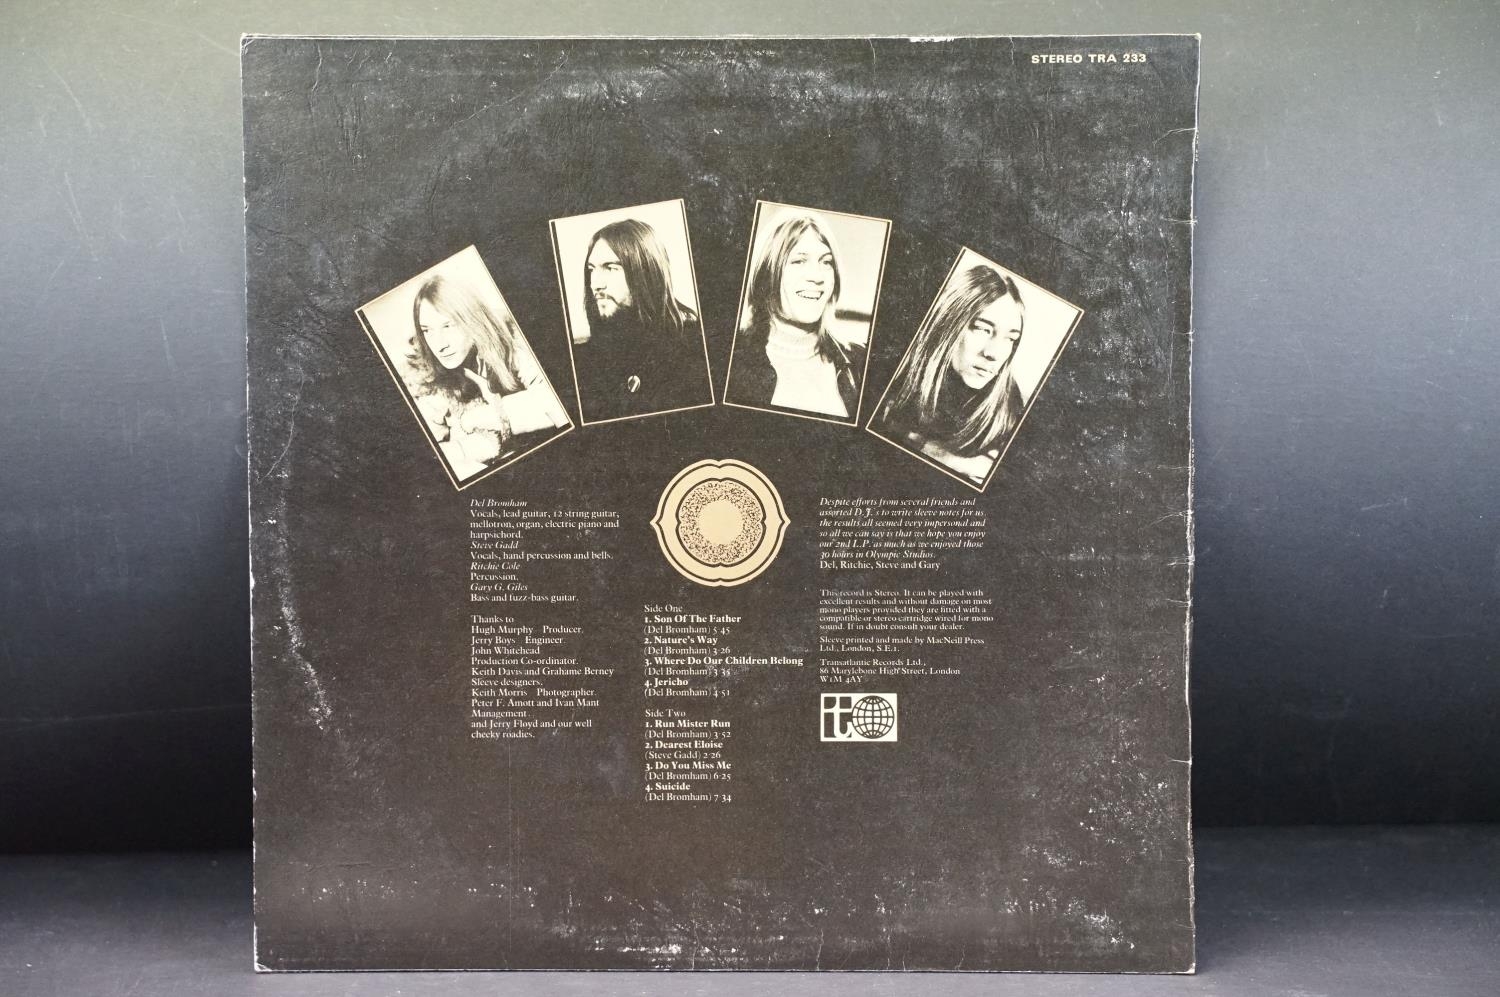 STEREO TRA 233
Del Bromham
Vocals, lead guitar, 12 string guitar,
mellotron, organ, electric piano and
harpsichord.
Steve Gadd
Vocals, hand percussion and bells.
Ritchie Cole
Percussion.
Gary G. Giles
Bass and fuzz-bass guitar.
Thanks to
Hugh Murphy Producer.
Jerry Boys Engineer.
John Whitehead
Production Co-ordinator.
Keith Davis and Grahame Berney
Sleeve designers.
Keith Morris Photographer.
Peter F. Amott and Ivan Mant
Management.
and Jerry Floyd and our well
cheeky roadies.
Side One
1. Son Of The Father
(Del Bromham) 5·45
2. Nature's Way
(Del Bromham) 3·26
3. Where Do Our Children Belong
(Del Bromham) 3·35
4. Jericho
(Del Bromham) 4·51
Side Two
1. Run Mister Run
(Del Bromham) 3·52
2. Dearest Eloise
(Steve Gadd) 2·26
3. Do You Miss Me
(Del Bromham) 6·25
4. Suicide
(Del Bromham) 7·34
Despite efforts from several friends and
assorted D.J.'s to write sleeve notes for us,
the results all seemed very impersonal and
so all we can say is that we hope you enjoy
our 2nd L.P. as much as we enjoyed those
30 hours in Olympic Studios.
Del, Ritchie, Steve and Gary
This record is Stereo. It can be played with
excellent results and without damage on most
mono players provided they are fitted with a
compatible or stereo cartridge wired for mono
sound. If in doubt consult your dealer.
Sleeve printed and made by MacNeill Press
Ltd., London, S.E.1.
Transatlantic Records Ltd.,
86 Marylebone High Street, London
W1M 4AY
it